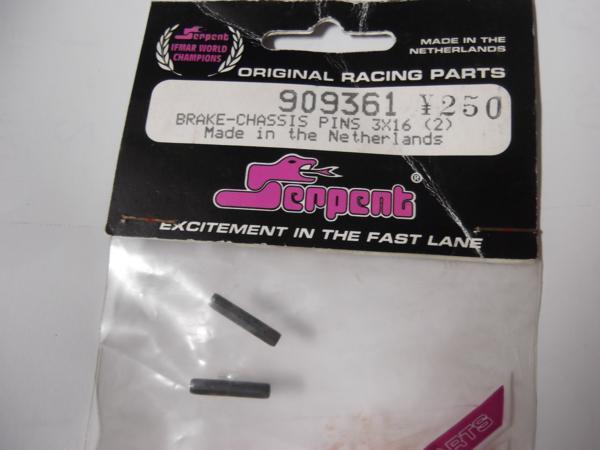 Serpent
IFMAR WORLD
CHAMPIONS
MADE IN THE
NETHERLANDS
ORIGINAL RACING PARTS
909361 ¥250
BRAKE-CHASSIS PINS 3X16 (2)
Made in the Netherlands
Serpent®
EXCITEMENT IN THE FAST LANE
ARTS